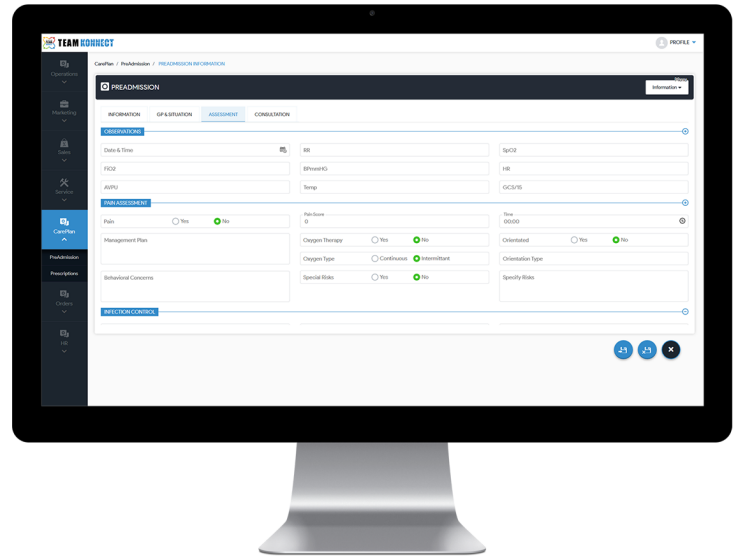 TEAM KONNECT
PROFILE
CarePlan / PreAdmission / PREADMISSION INFORMATION
Operations
PREADMISSION
Information
INFORMATION GP & SITUATION ASSESSMENT CONSULTATION
Marketing
OBSERVATIONS
Date & Time RR SpO2
Sales
FiO2 BPmmHG HR
AVPU Temp GCS/15
Service
PAIN ASSESSMENT
Pain Yes No Pain Score 0 Time 00:00
CarePlan
Management Plan Oxygen Therapy Yes No Orientated Yes No
PreAdmission
Oxygen Type Continuous Intermittant Orientation Type
Prescriptions
Behavioral Concerns Special Risks Yes No Specify Risks
Orders
INFECTION CONTROL
HR